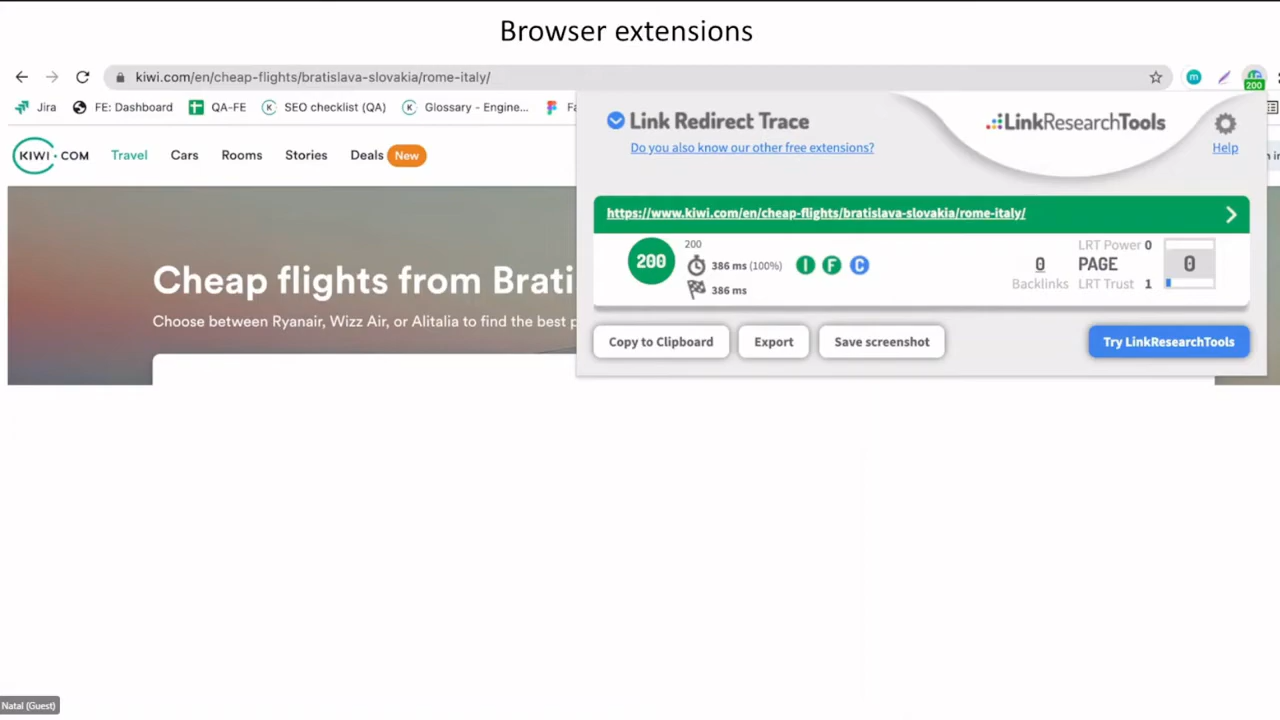 Browser extensions
kiwi.com/en/cheap-flights/bratislava-slovakia/rome-italy/
m
200
Jira
FE: Dashboard
QA-FE
SEO checklist (QA)
Glossary - Engine...
Link Redirect Trace
LinkResearchTools
Do you also know our other free extensions?
Help
KIWI.COM
Travel
Cars
Rooms
Stories
Deals
New
https://www.kiwi.com/en/cheap-flights/bratislava-slovakia/rome-italy/
200
200
386 ms (100%)
386 ms
I
F
C
0
Backlinks
LRT Power 0
PAGE
LRT Trust 1
0
Cheap flights from Brati
Choose between Ryanair, Wizz Air, or Alitalia to find the best p
Copy to Clipboard
Export
Save screenshot
Try LinkResearchTools
Natal (Guest)